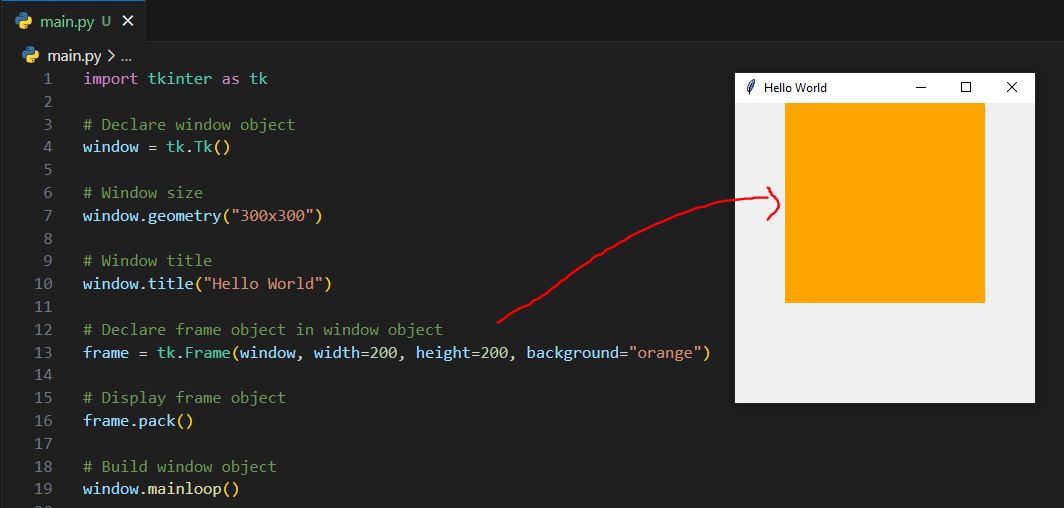 main.py U ×
main.py > ...
1 import tkinter as tk
2
3 # Declare window object
4 window = tk.Tk()
5
6 # Window size
7 window.geometry("300x300")
8
9 # Window title
10 window.title("Hello World")
11
12 # Declare frame object in window object
13 frame = tk.Frame(window, width=200, height=200, background="orange")
14
15 # Display frame object
16 frame.pack()
17
18 # Build window object
19 window.mainloop()
Hello World